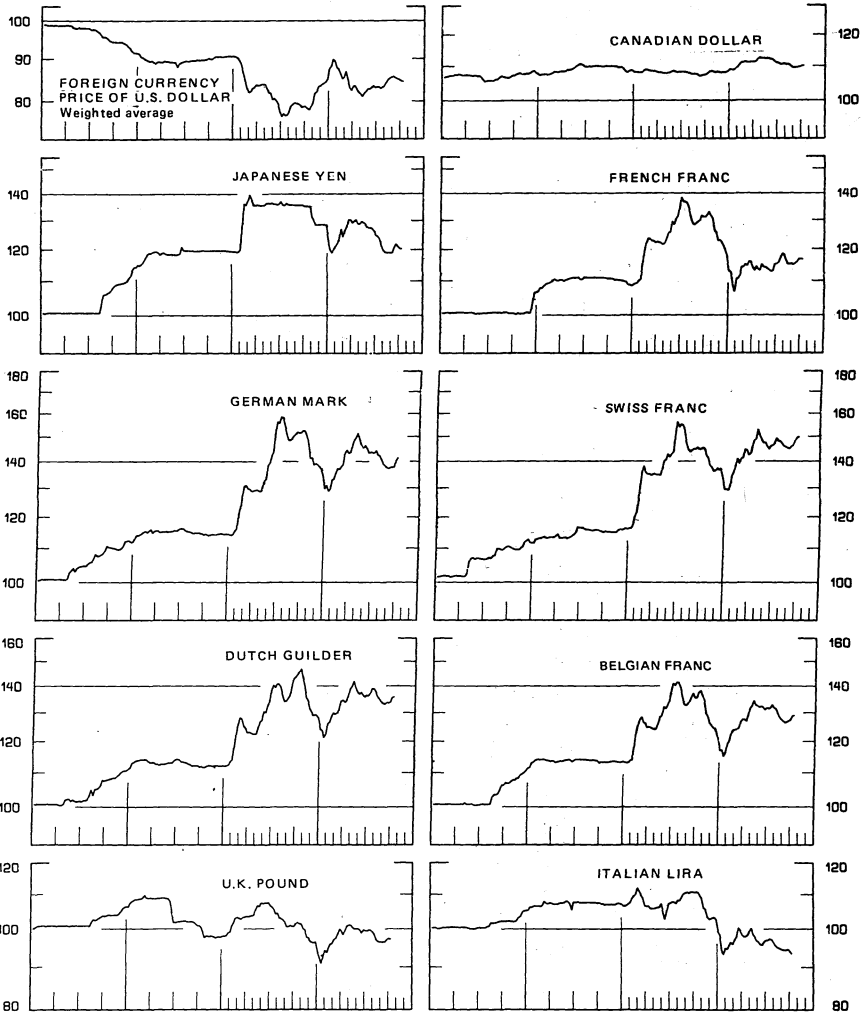 100
90
80
FOREIGN CURRENCY
PRICE OF U.S. DOLLAR
Weighted average
CANADIAN DOLLAR
120
100
JAPANESE YEN
140
120
100
FRENCH FRANC
140
120
100
GERMAN MARK
180
160
140
120
100
SWISS FRANC
180
160
140
120
100
DUTCH GUILDER
160
140
120
100
BELGIAN FRANC
160
140
120
100
U.K. POUND
120
100
80
ITALIAN LIRA
120
100
80